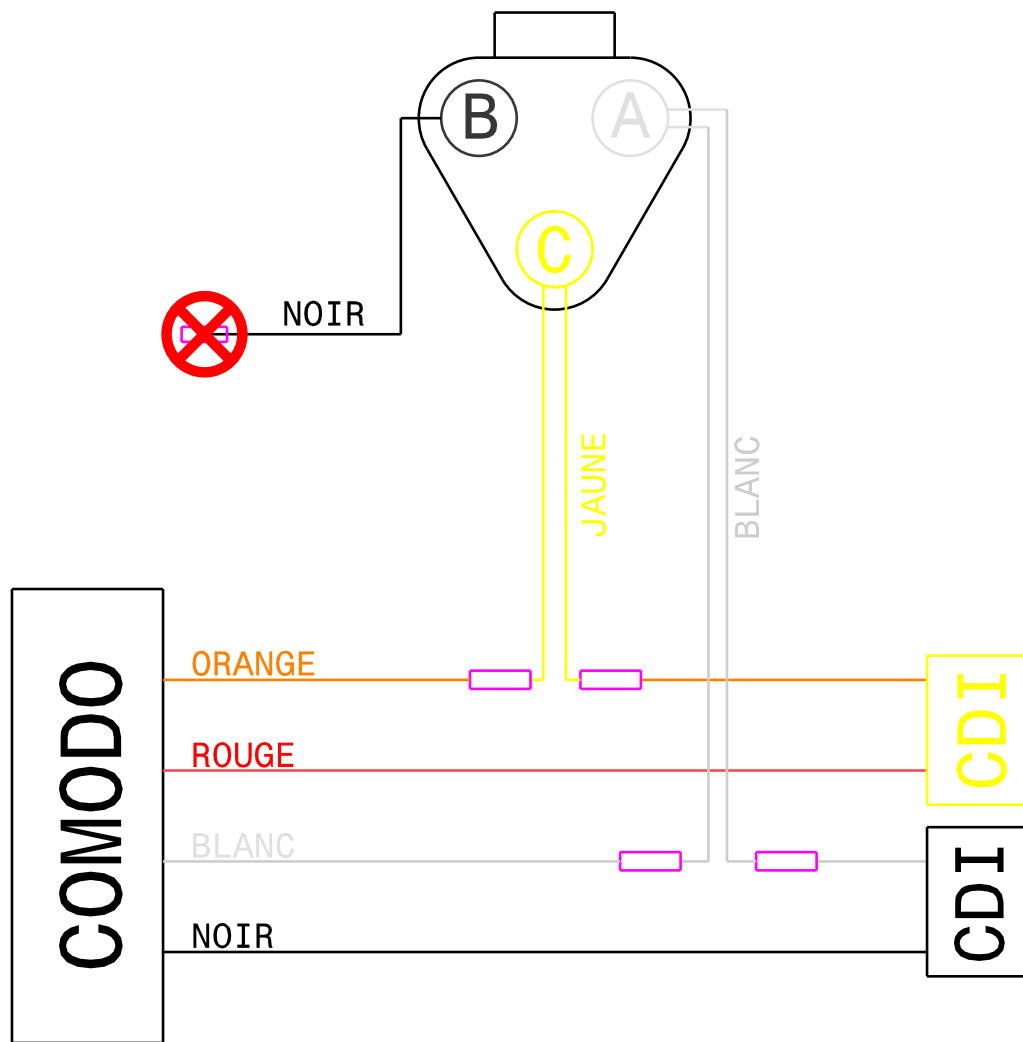 B
A
C
NOIR
JAUNE
BLANC
COMODO
ORANGE
ROUGE
BLANC
NOIR
CDI
CDI